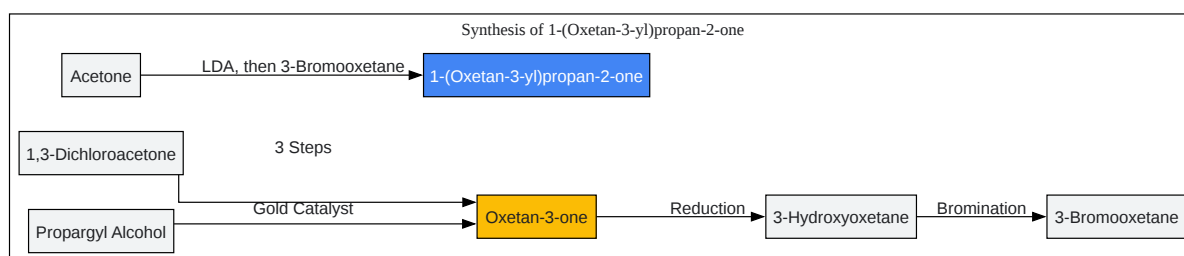 Synthesis of 1-(Oxetan-3-yl)propan-2-one
Acetone
LDA, then 3-Bromooxetane
1-(Oxetan-3-yl)propan-2-one
1,3-Dichloroacetone
3 Steps
Propargyl Alcohol
Gold Catalyst
Oxetan-3-one
Reduction
3-Hydroxyoxetane
Bromination
3-Bromooxetane